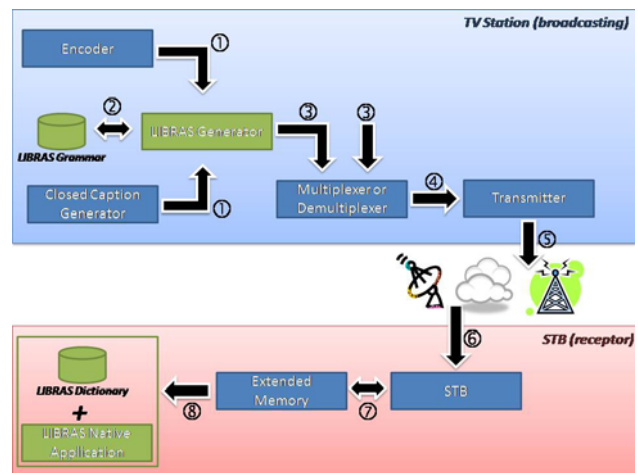 TV Station (broadcasting)
Encoder
①
②
LIBRAS Generator
③
③
LIBRAS Grammar
Closed Caption
Generator
①
Multiplexer or
Demultiplexer
④
Transmitter
⑤
⑥
STB (receptor)
LIBRAS Dictionary
+
LIBRAS Native
Application
⑧
Extended
Memory
⑦
STB